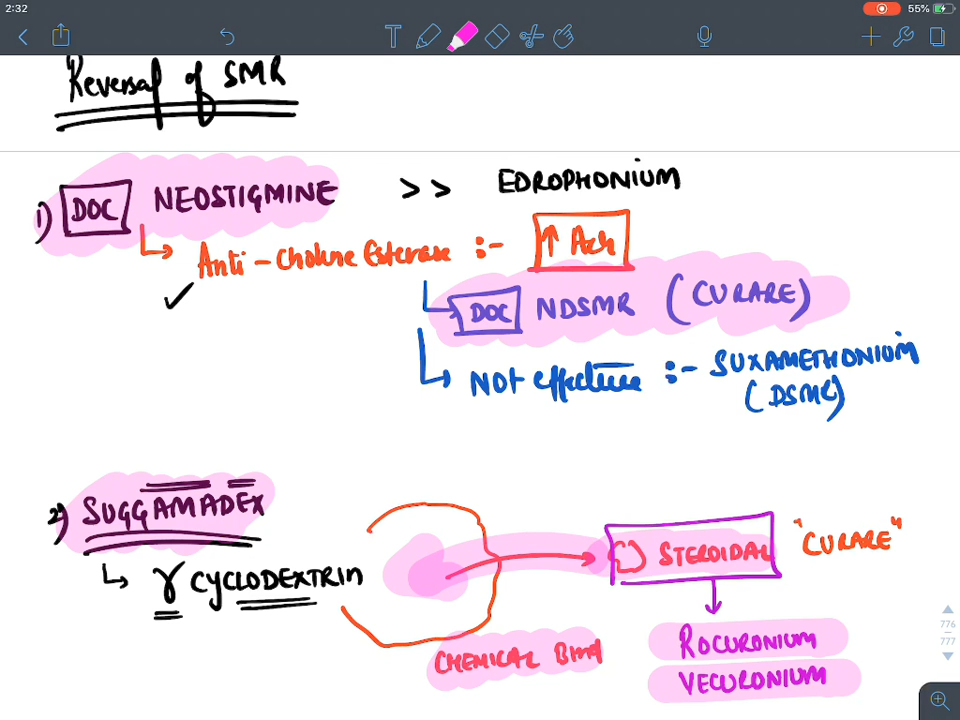 2:32
55%
T
Reversal of SMR
1) DOC NEOSTIGMINE >> EDROPHONIUM
Anti-choline Esterase :- ↑ Ach
DOC NDSMR (CURARE)
NOT effective :- SUXAMETHONIUM
(DSMR)
2) SUGGAMADEX
γ CYCLODEXTRIN
STEROIDAL "CURARE"
CHEMICAL Bind
ROCURONIUM
VECURONIUM
776
777